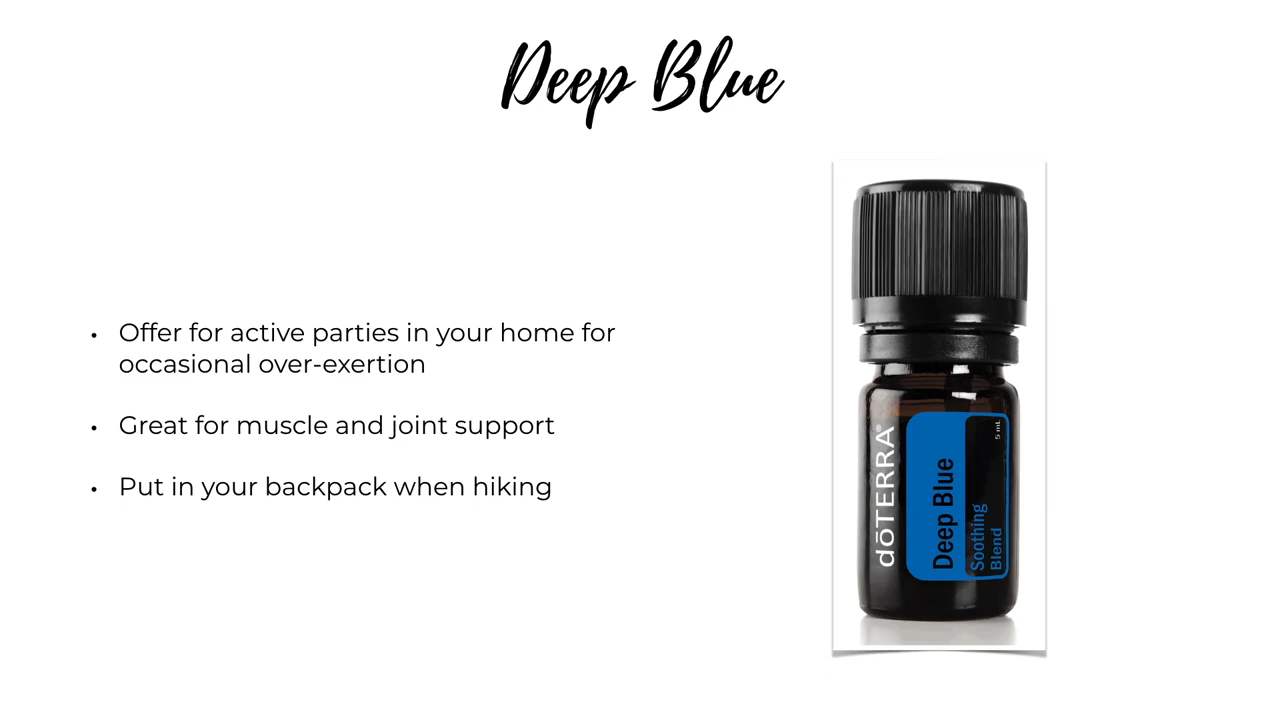 Deep Blue
• Offer for active parties in your home for
occasional over-exertion
• Great for muscle and joint support
• Put in your backpack when hiking
dōTERRA®
Deep Blue
Soothing
Blend
5 mL